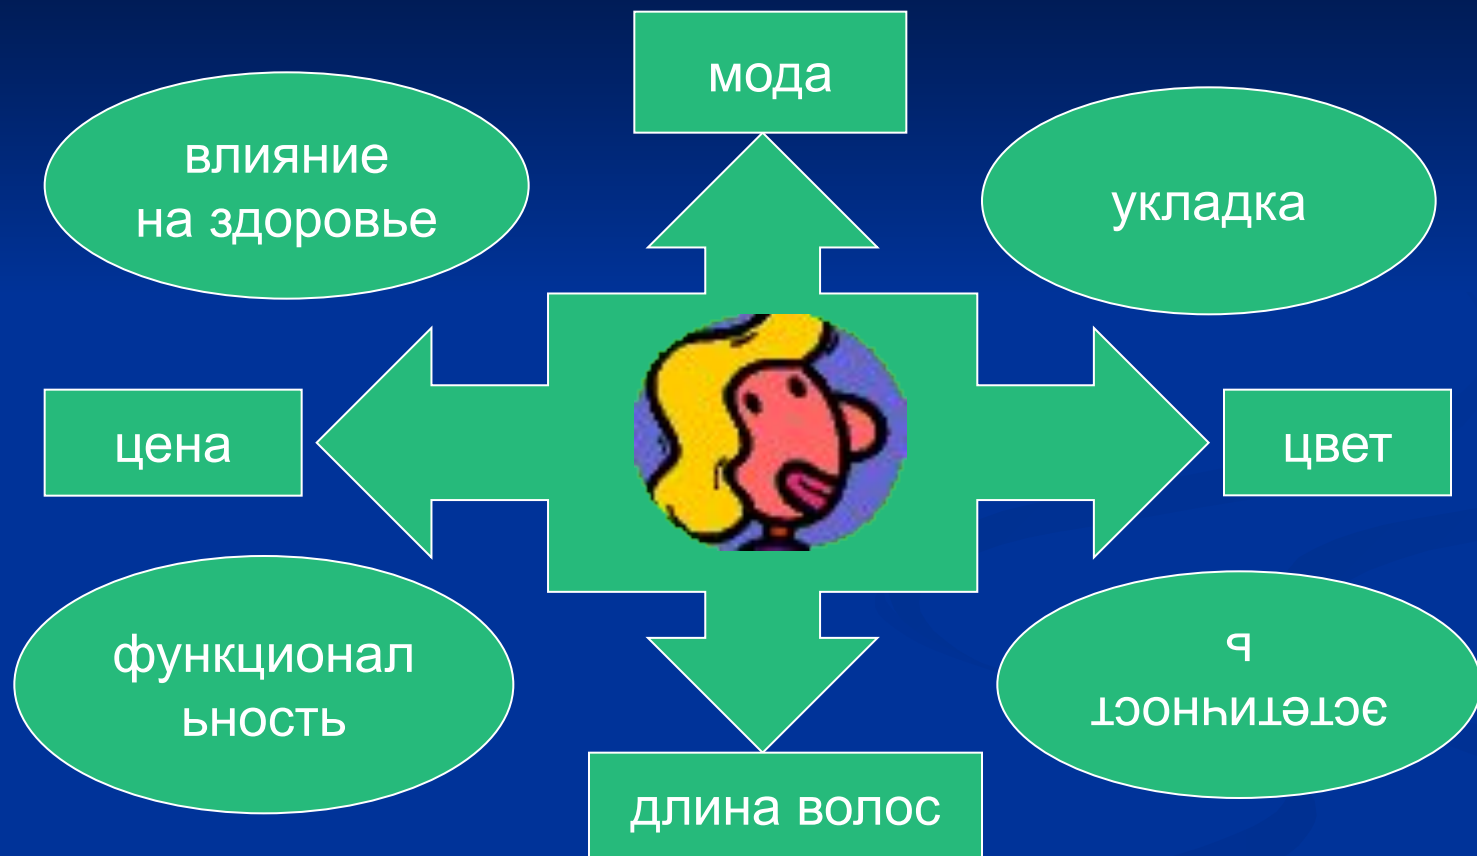 мода
влияние
на здоровье
укладка
цена
цвет
функционал
ьность
эстетичност
ь
длина волос